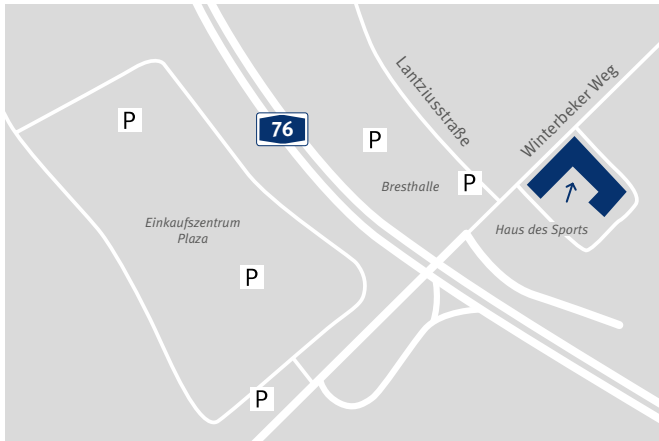 Lantziusstraße
Winterbeker Weg
P
76
P
Bresthalle
P
Einkaufszentrum
Plaza
Haus des Sports
P
P